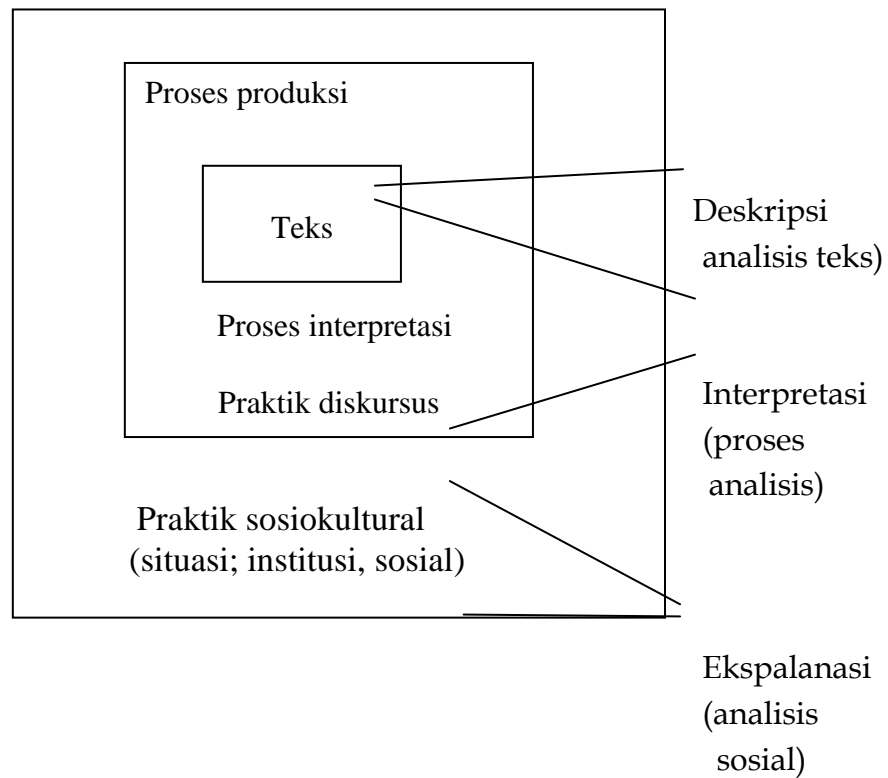 Proses produksi
Teks
Proses interpretasi
Praktik diskursus
Praktik sosiokultural
(situasi; institusi, sosial)
Deskripsi
analisis teks)
Interpretasi
(proses
analisis)
Ekspalanasi
(analisis
sosial)